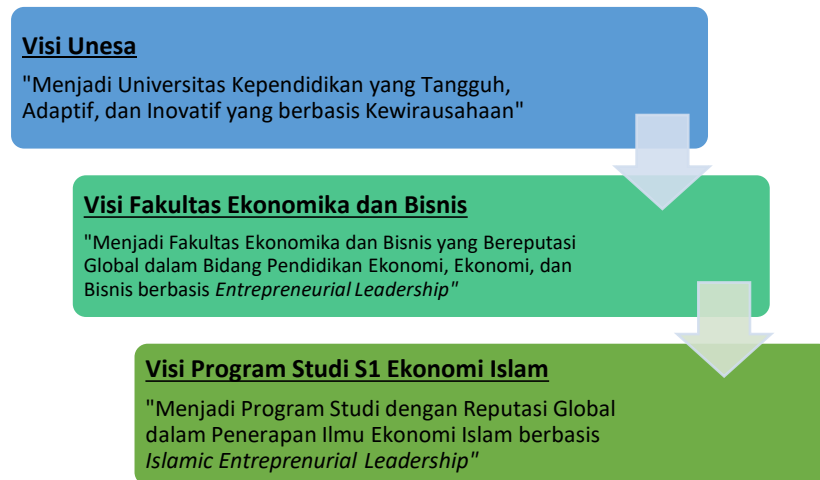 Visi Unesa
"Menjadi Universitas Kependidikan yang Tangguh,
Adaptif, dan Inovatif yang berbasis Kewirausahaan"
Visi Fakultas Ekonomika dan Bisnis
"Menjadi Fakultas Ekonomika dan Bisnis yang Bereputasi
Global dalam Bidang Pendidikan Ekonomi, Ekonomi, dan
Bisnis berbasis Entrepreneurial Leadership"
Visi Program Studi S1 Ekonomi Islam
"Menjadi Program Studi dengan Reputasi Global
dalam Penerapan Ilmu Ekonomi Islam berbasis
Islamic Entreprenurial Leadership"